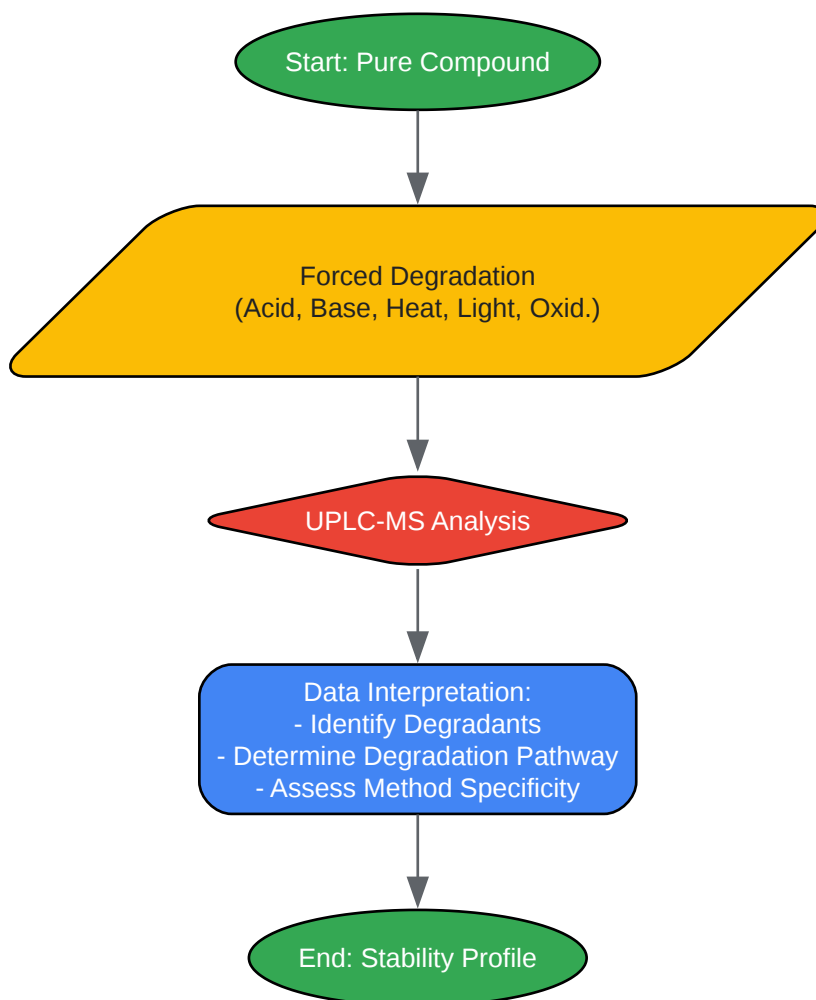 Start: Pure Compound
Forced Degradation
(Acid, Base, Heat, Light, Oxid.)
UPLC-MS Analysis
Data Interpretation:
- Identify Degradants
- Determine Degradation Pathway
- Assess Method Specificity
End: Stability Profile